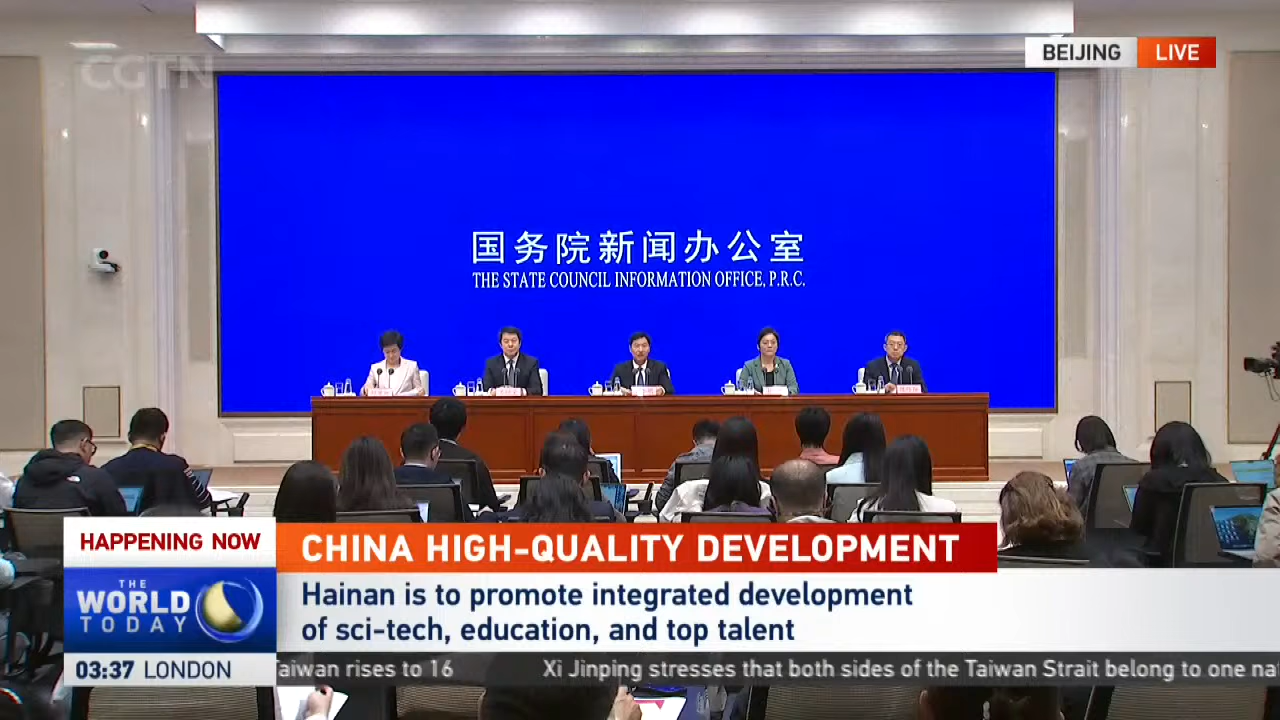 CGTN
BEIJING
LIVE
国务院新闻办公室
THE STATE COUNCIL INFORMATION OFFICE, P.R.C.
HAPPENING NOW
CHINA HIGH-QUALITY DEVELOPMENT
THE
WORLD
TODAY
Hainan is to promote integrated development
of sci-tech, education, and top talent
03:37 LONDON
Taiwan rises to 16 Xi Jinping stresses that both sides of the Taiwan Strait belong to one na